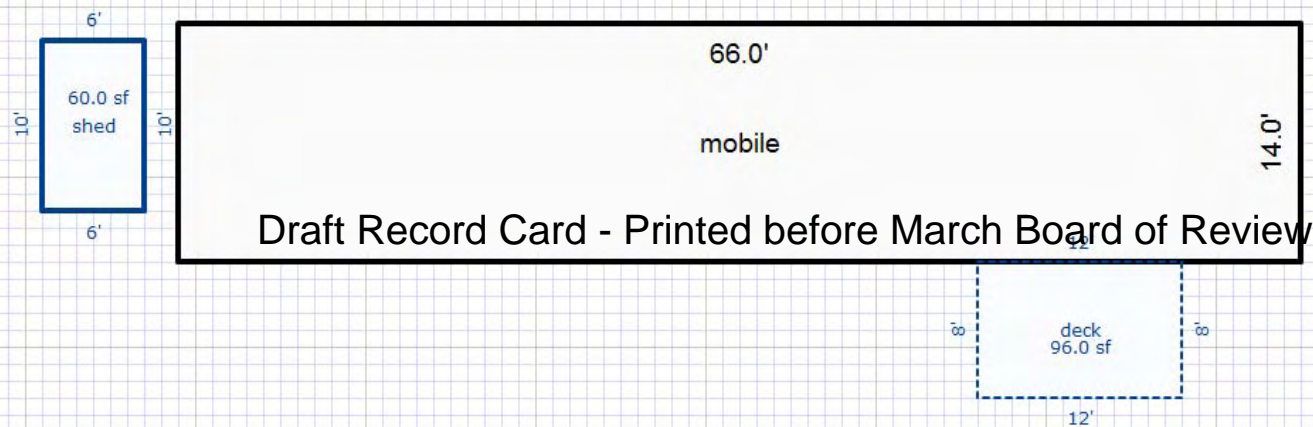 6'
66.0'
60.0 sf
shed
10'
10'
mobile
14.0'
6'
Draft Record Card - Printed before March Board of Review
12'
8'
deck
96.0 sf
8'
12'